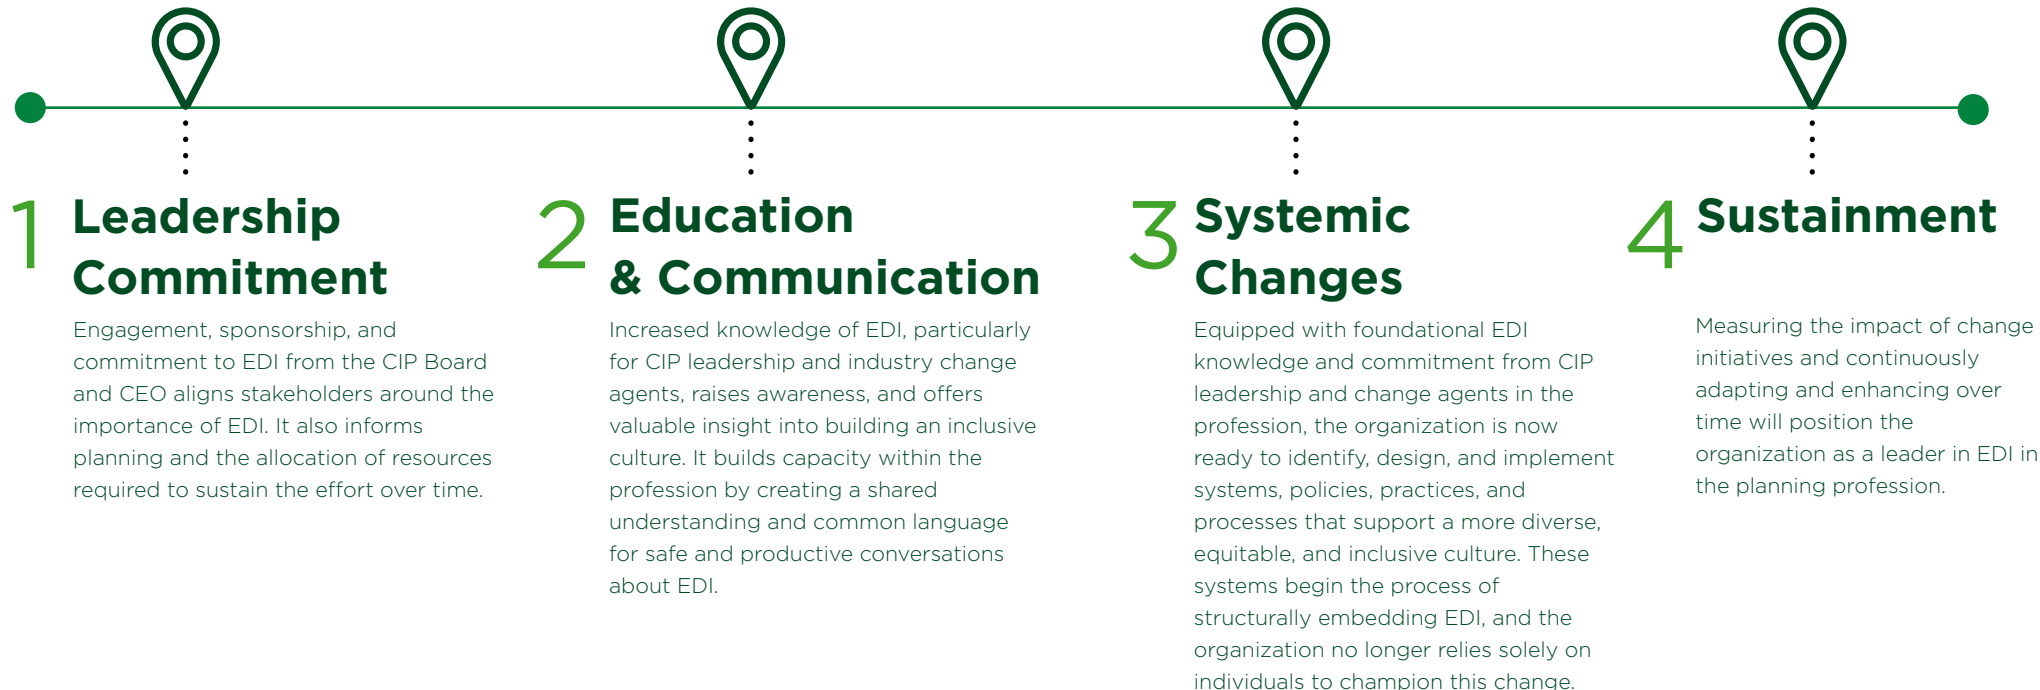 1
Leadership
Commitment
Engagement, sponsorship, and
commitment to EDI from the CIP Board
and CEO aligns stakeholders around the
importance of EDI. It also informs
planning and the allocation of resources
required to sustain the effort over time.
2
Education
& Communication
Increased knowledge of EDI, particularly
for CIP leadership and industry change
agents, raises awareness, and offers
valuable insight into building an inclusive
culture. It builds capacity within the
profession by creating a shared
understanding and common language
for safe and productive conversations
about EDI.
3
Systemic
Changes
Equipped with foundational EDI
knowledge and commitment from CIP
leadership and change agents in the
profession, the organization is now
ready to identify, design, and implement
systems, policies, practices, and
processes that support a more diverse,
equitable, and inclusive culture. These
systems begin the process of
structurally embedding EDI, and the
organization no longer relies solely on
individuals to champion this change.
4
Sustainment
Measuring the impact of change
initiatives and continuously
adapting and enhancing over
time will position the
organization as a leader in EDI in
the planning profession.